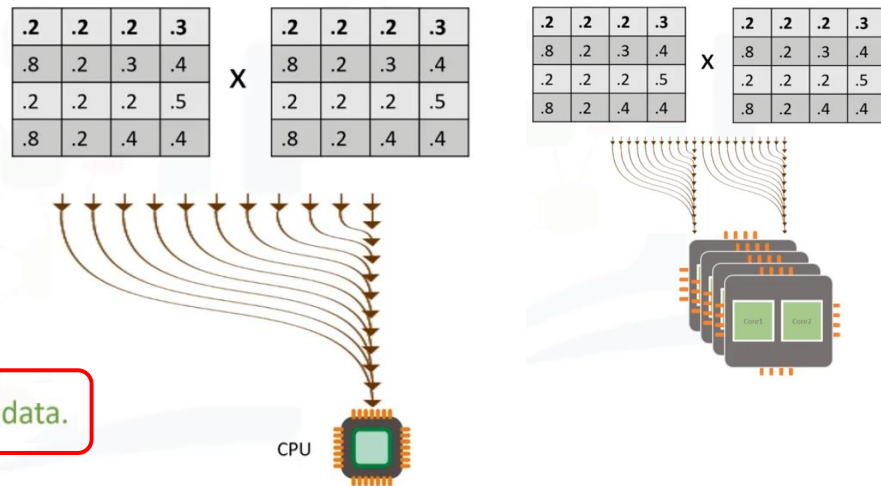 .2 .2 .2 .3
.8 .2 .3 .4
.2 .2 .2 .5
.8 .2 .4 .4
X
.2 .2 .2 .3
.8 .2 .3 .4
.2 .2 .2 .5
.8 .2 .4 .4
data.
CPU
.2 .2 .2 .3
.8 .2 .3 .4
.2 .2 .2 .5
.8 .2 .4 .4
X
.2 .2 .2 .3
.8 .2 .3 .4
.2 .2 .2 .5
.8 .2 .4 .4
Core1 Core2